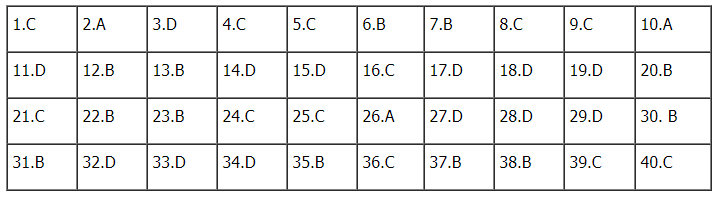 1.C 2.A 3.D 4.C 5.C 6.B 7.B 8.C 9.C 10.A
11.D 12.B 13.B 14.D 15.D 16.C 17.D 18.D 19.D 20.B
21.C 22.B 23.B 24.C 25.C 26.A 27.D 28.D 29.D 30. B
31.B 32.D 33.D 34.D 35.B 36.C 37.B 38.B 39.C 40.C